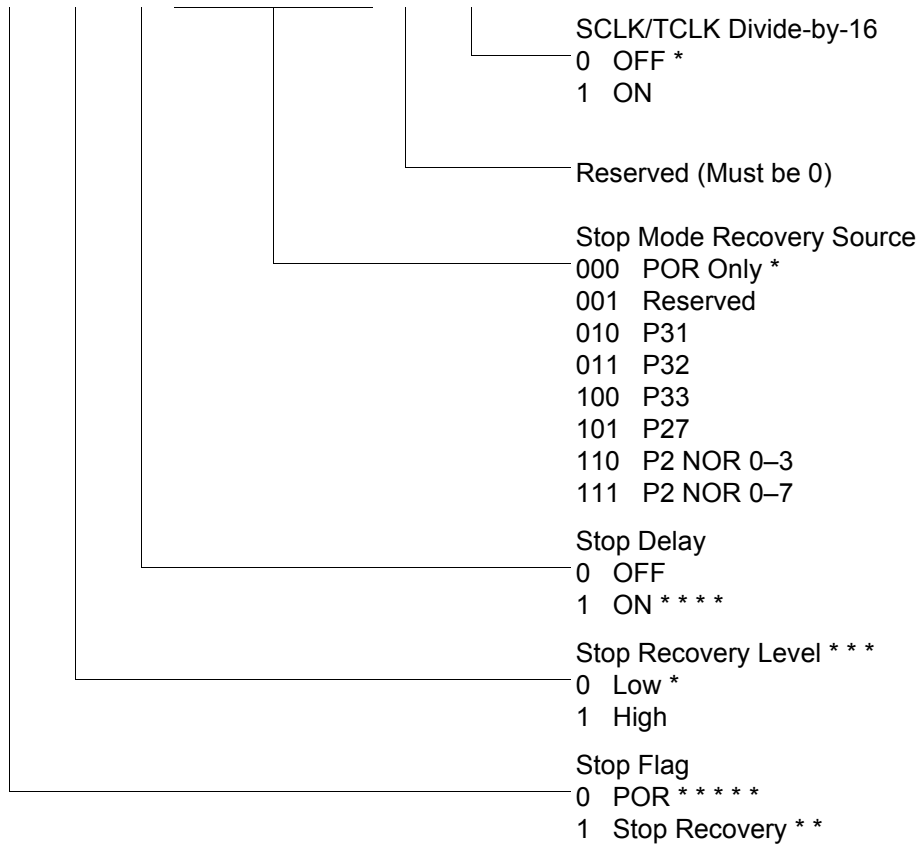 SCLK/TCLK Divide-by-16
0 OFF *
1 ON
Reserved (Must be 0)
Stop Mode Recovery Source
000 POR Only *
001 Reserved
010 P31
011 P32
100 P33
101 P27
110 P2 NOR 0–3
111 P2 NOR 0–7
Stop Delay
0 OFF
1 ON * * * *
Stop Recovery Level * * *
0 Low *
1 High
Stop Flag
0 POR * * * * *
1 Stop Recovery * *